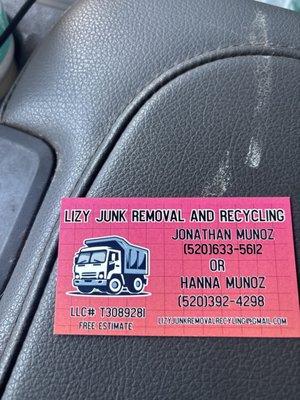 LIZY JUNK REMOVAL AND RECYCLING
JONATHAN MUNOZ
(520)633-5612
OR
HANNA MUNOZ
(520)392-4298
LLC# T3089281
FREE ESTIMATE
LIZYJUNKREMOVALRECYCLING@GMAIL.COM